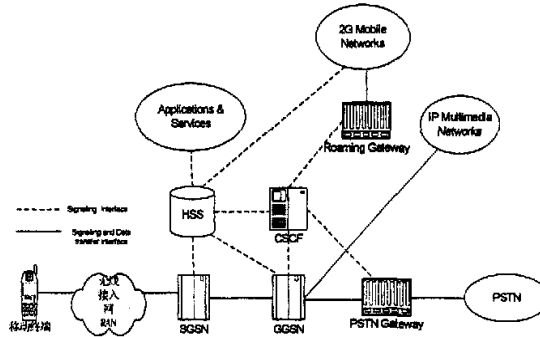 2G Mobile
Networks
Applications &
Services
IP Multimedia
Networks
Roaming Gateway
Signaling Interface
HSS
CSCF
Signaling and Data
transfer interface
无线
接入
网
RAN
移动终端
SGSN
GGSN
PSTN Gateway
PSTN